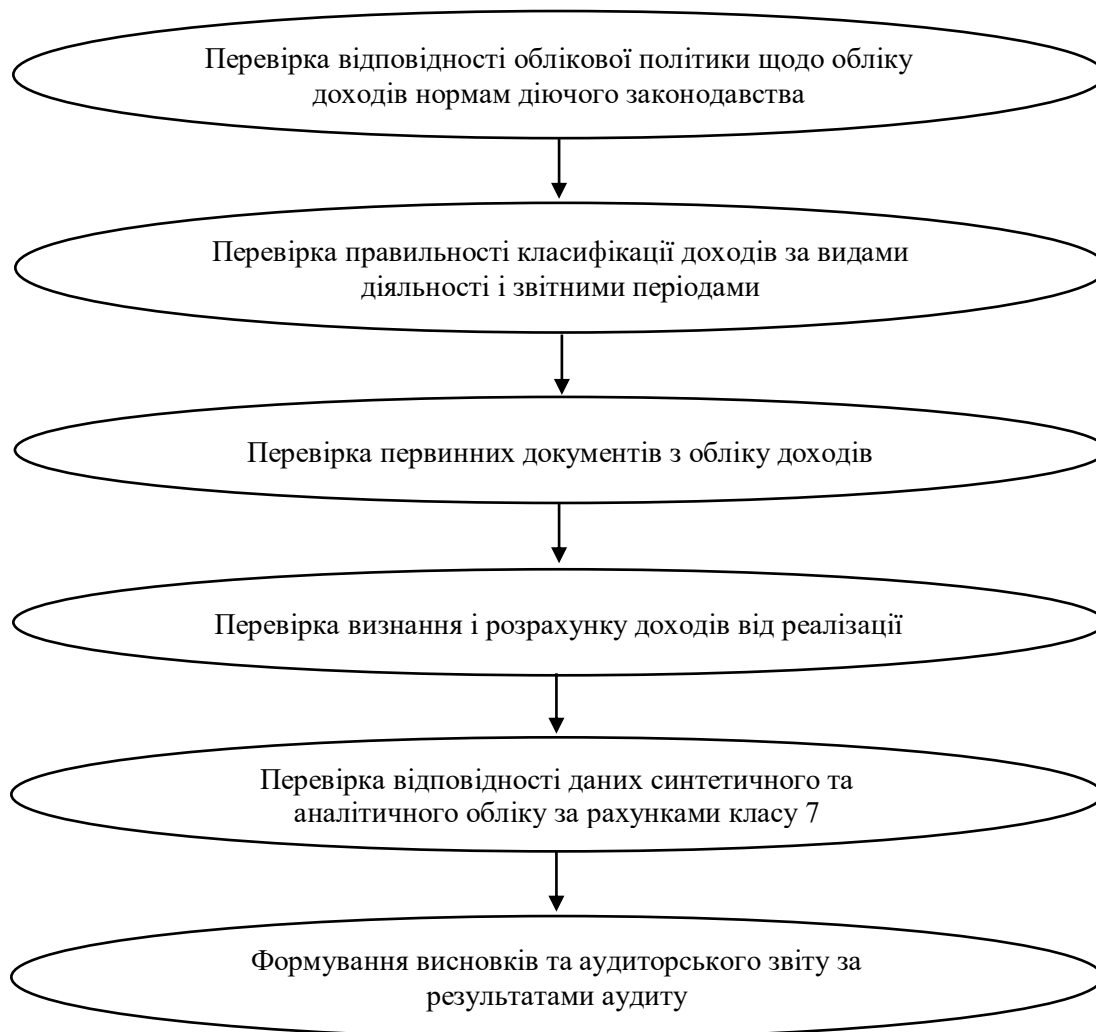 Перевірка відповідності облікової політики щодо обліку
доходів нормам діючого законодавства
Перевірка правильності класифікації доходів за видами
діяльності і звітними періодами
Перевірка первинних документів з обліку доходів
Перевірка визнання і розрахунку доходів від реалізації
Перевірка відповідності даних синтетичного та
аналітичного обліку за рахунками класу 7
Формування висновків та аудиторського звіту за
результатами аудиту